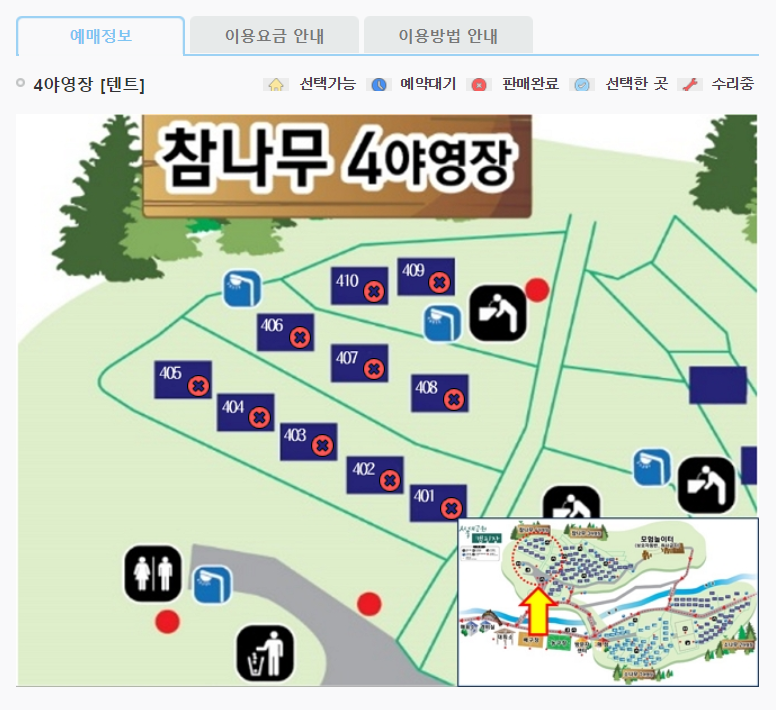 예매정보 이용요금 안내 이용방법 안내
4야영장 [텐트] 선택가능 예약대기 판매완료 선택한 곳 수리중
참나무 4야영장
410 409
406
407
405 408
404
403
402
401
모험놀이터